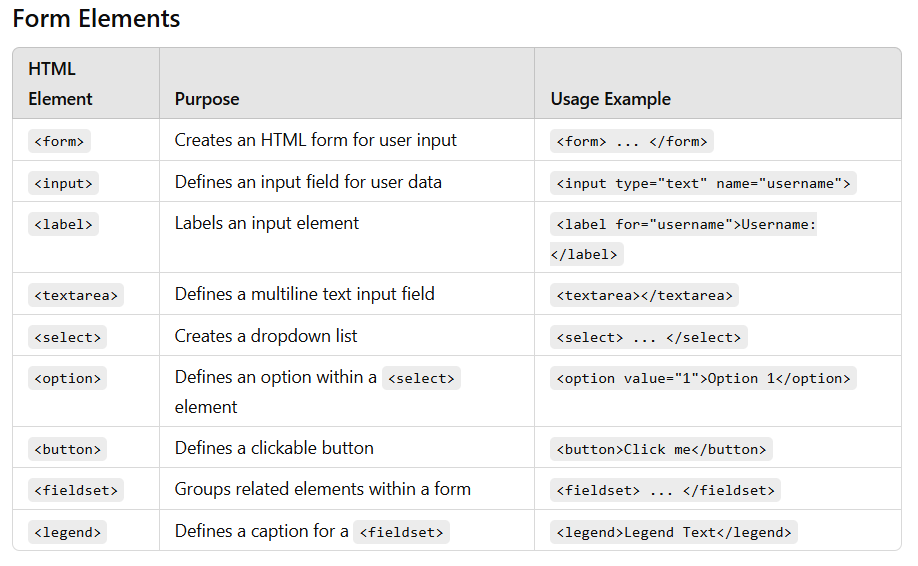 Form Elements
HTML
Element Purpose Usage Example
<form> Creates an HTML form for user input <form> ... </form>
<input> Defines an input field for user data <input type="text" name="username">
<label> Labels an input element <label for="username">Username:
</label>
<textarea> Defines a multiline text input field <textarea></textarea>
<select> Creates a dropdown list <select> ... </select>
<option> Defines an option within a <select> <option value="1">Option 1</option>
element
<button> Defines a clickable button <button>Click me</button>
<fieldset> Groups related elements within a form <fieldset> ... </fieldset>
<legend> Defines a caption for a <fieldset> <legend>Legend Text</legend>